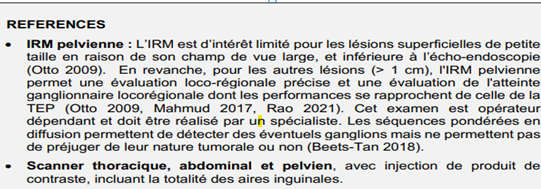 REFERENCES
• IRM pelvienne : L'IRM est d'intérêt limité pour les lésions superficielles de petite
taille en raison de son champ de vue large, et inférieure à l'écho-endoscopie
(Otto 2009). En revanche, pour les autres lésions (> 1 cm), l'IRM pelvienne
permet une évaluation loco-régionale précise et une évaluation de l'atteinte
ganglionnaire locorégionale dont les performances se rapprochent de celle de la
TEP (Otto 2009, Mahmud 2017, Rao 2021). Cet examen est opérateur
dépendant et doit être réalisé par un spécialiste. Les séquences pondérées en
diffusion permettent de détecter des éventuels ganglions mais ne permettent pas
de préjuger de leur nature tumorale ou non (Beets-Tan 2018).
• Scanner thoracique, abdominal et pelvien, avec injection de produit de
contraste, incluant la totalité des aires inguinales.